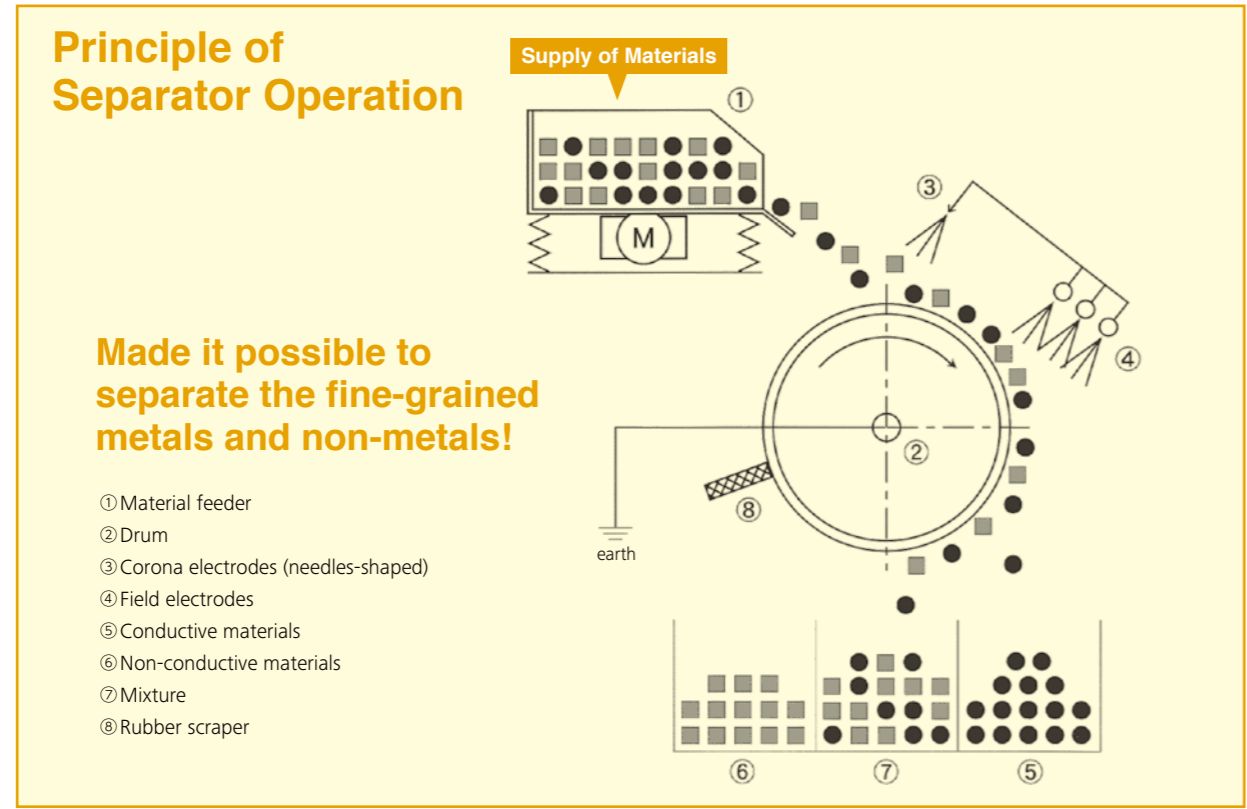 Principle of
Separator Operation
Supply of Materials
①
③
M
④
②
⑧
earth
Made it possible to
separate the fine-grained
metals and non-metals!
①Material feeder
②Drum
③Corona electrodes (needles-shaped)
④Field electrodes
⑤Conductive materials
⑥Non-conductive materials
⑦Mixture
⑧Rubber scraper
⑥
⑦
⑤